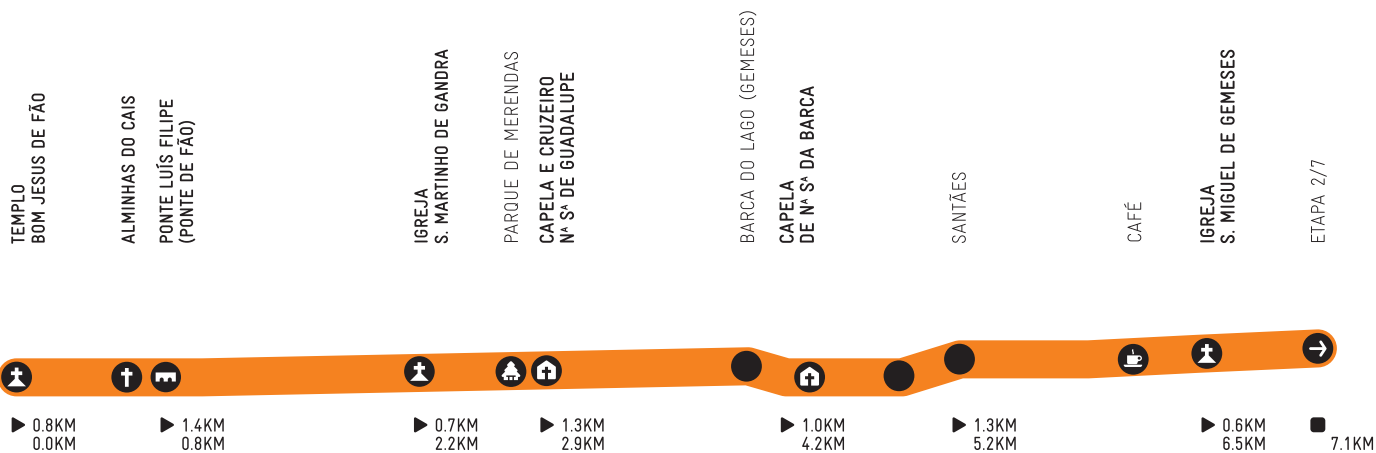 TEMPLO
BOM JESUS DE FÃO
ALMINHAS DO CAIS
PONTE LUÍS FILIPE
(PONTE DE FÃO)
IGREJA
S. MARTINHO DE GANDRA
PARQUE DE MERENDAS
CAPELA E CRUZEIRO
Nᴬ Sᴬ DE GUADALUPE
BARCA DO LAGO (GEMESES)
CAPELA
DE Nᴬ Sᴬ DA BARCA
SANTÃES
CAFÉ
IGREJA
S. MIGUEL DE GEMESES
ETAPA 2/7
0.8KM
0.0KM
1.4KM
0.8KM
0.7KM
2.2KM
1.3KM
2.9KM
1.0KM
4.2KM
1.3KM
5.2KM
0.6KM
6.5KM
7.1KM